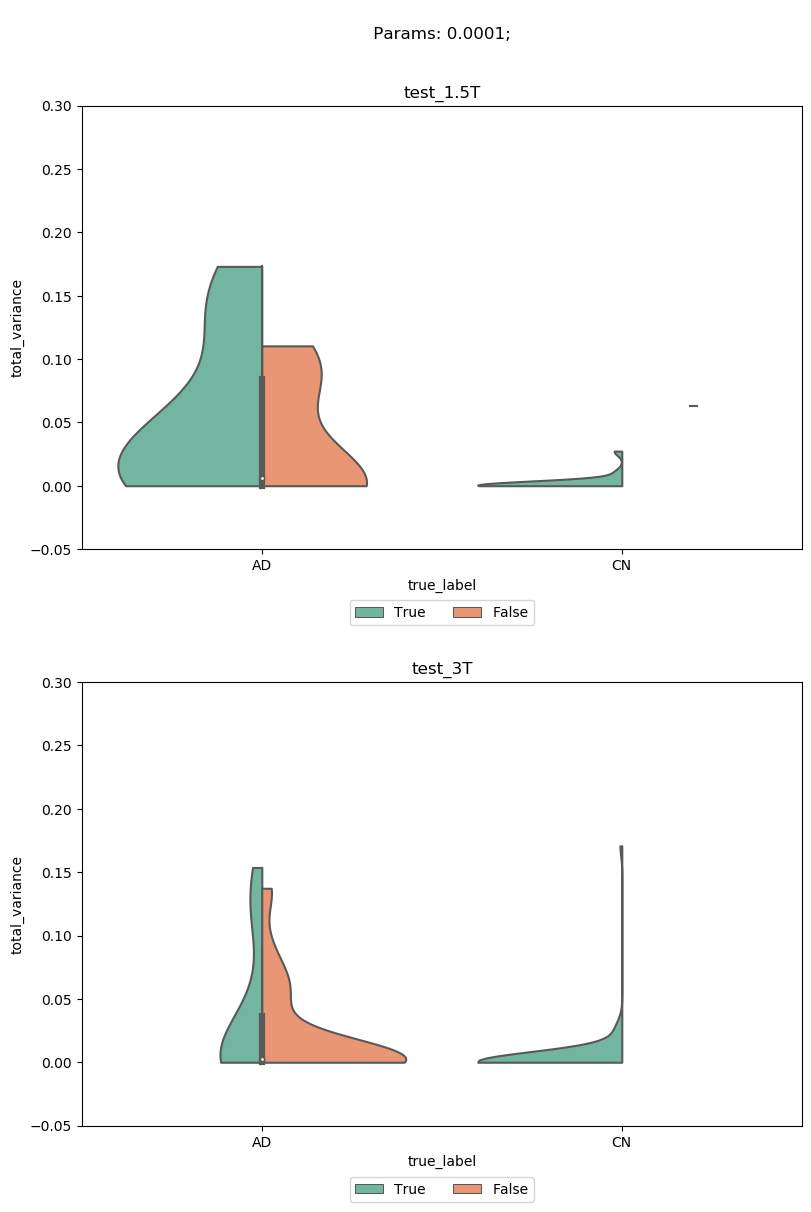 Params: 0.0001;
test_1.5T
0.30
0.25
0.20
0.15
0.10
0.05
0.00
−0.05
total_variance
AD CN
true_label
True False
test_3T
0.30
0.25
0.20
0.15
0.10
0.05
0.00
−0.05
total_variance
AD CN
true_label
True False